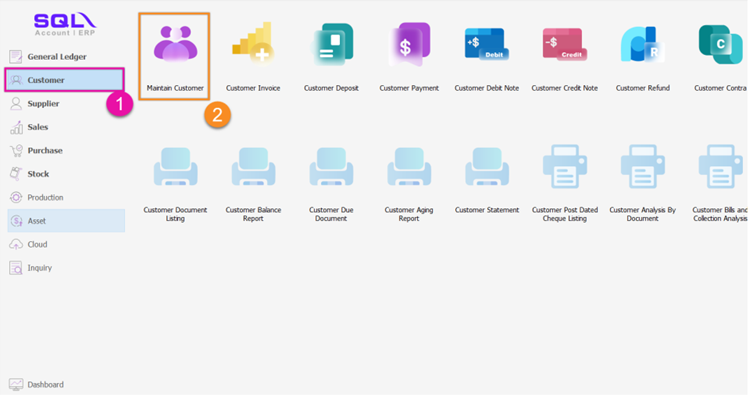 SQL
Account | ERP
General Ledger
Customer
1
Supplier
Sales
Purchase
Stock
Production
Asset
Cloud
Inquiry
Dashboard
Maintain Customer
2
Customer Invoice
Customer Deposit
$
Customer Payment
+$
Debit
Customer Debit Note
-$
Credit
Customer Credit Note
R
Customer Refund
C
Customer Contra
Customer Document
Listing
Customer Balance
Report
Customer Due
Document
Customer Aging
Report
Customer Statement
Customer Post Dated
Cheque Listing
Customer Analysis By
Document
Customer Bills and
Collection Analysis